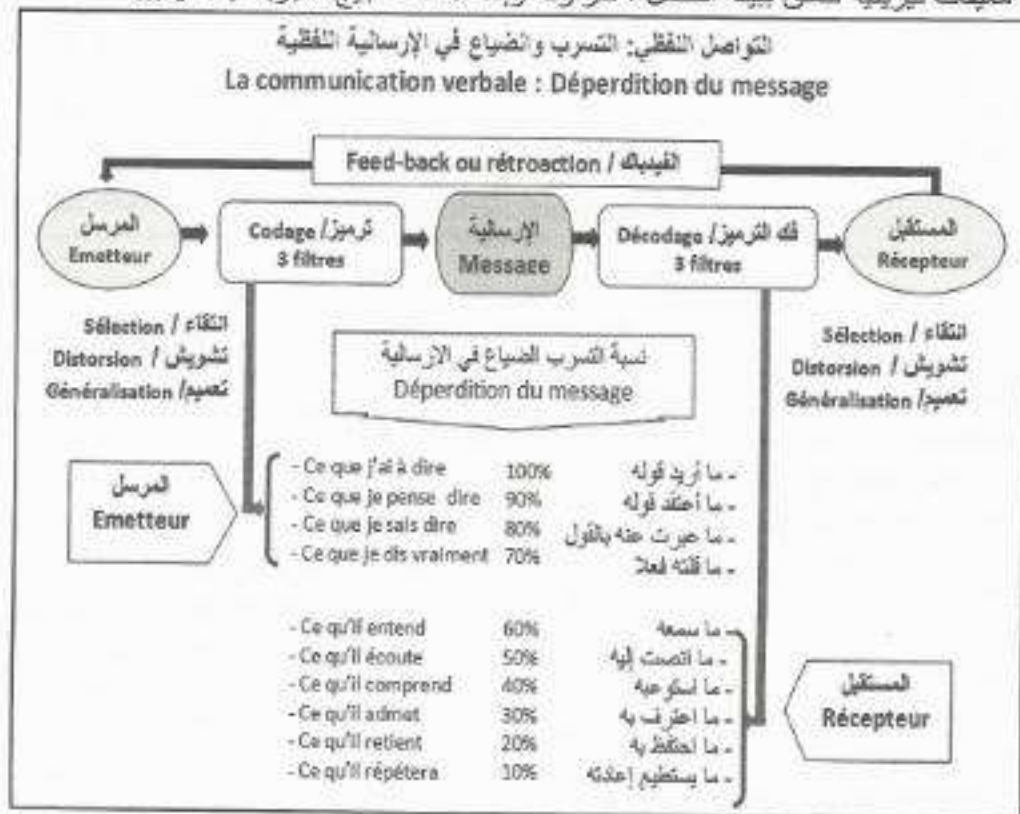 التواصل اللفظي: التسرب والضياع في الإرسالية اللفظية
La communication verbale : Déperdition du message
Feed-back ou rétroaction / الفيدباك
المرسل
Emetteur
Codage /ترميز
3 filtres
الإرسالية
Message
Décodage /فك الترميز
3 filtres
المستقبل
Récepteur
Sélection / انتقاء
Distorsion / تشويش
Généralisation /تعميم
نسبة التسرب الضياع في الإرسالية
Déperdition du message
Sélection / انتقاء
Distorsion / تشويش
Généralisation /تعميم
المرسل
Emetteur
- Ce que j'ai à dire 100% - ما أريد قوله
- Ce que je pense dire 90% - ما أعتقد قوله
- Ce que je sais dire 80% - ما عبرت عنه بالقول
- Ce que je dis vraiment 70% - ما قلته فعلا
- Ce qu'il entend 60% - ما سمعه
- Ce qu'il écoute 50% - ما انصت إليه
- Ce qu'il comprend 40% - ما استوعبه
- Ce qu'il admet 30% - ما اعترف به
- Ce qu'il retient 20% - ما احتفظ به
- Ce qu'il répétera 10% - ما يستطيع إعادته
المستقبل
Récepteur